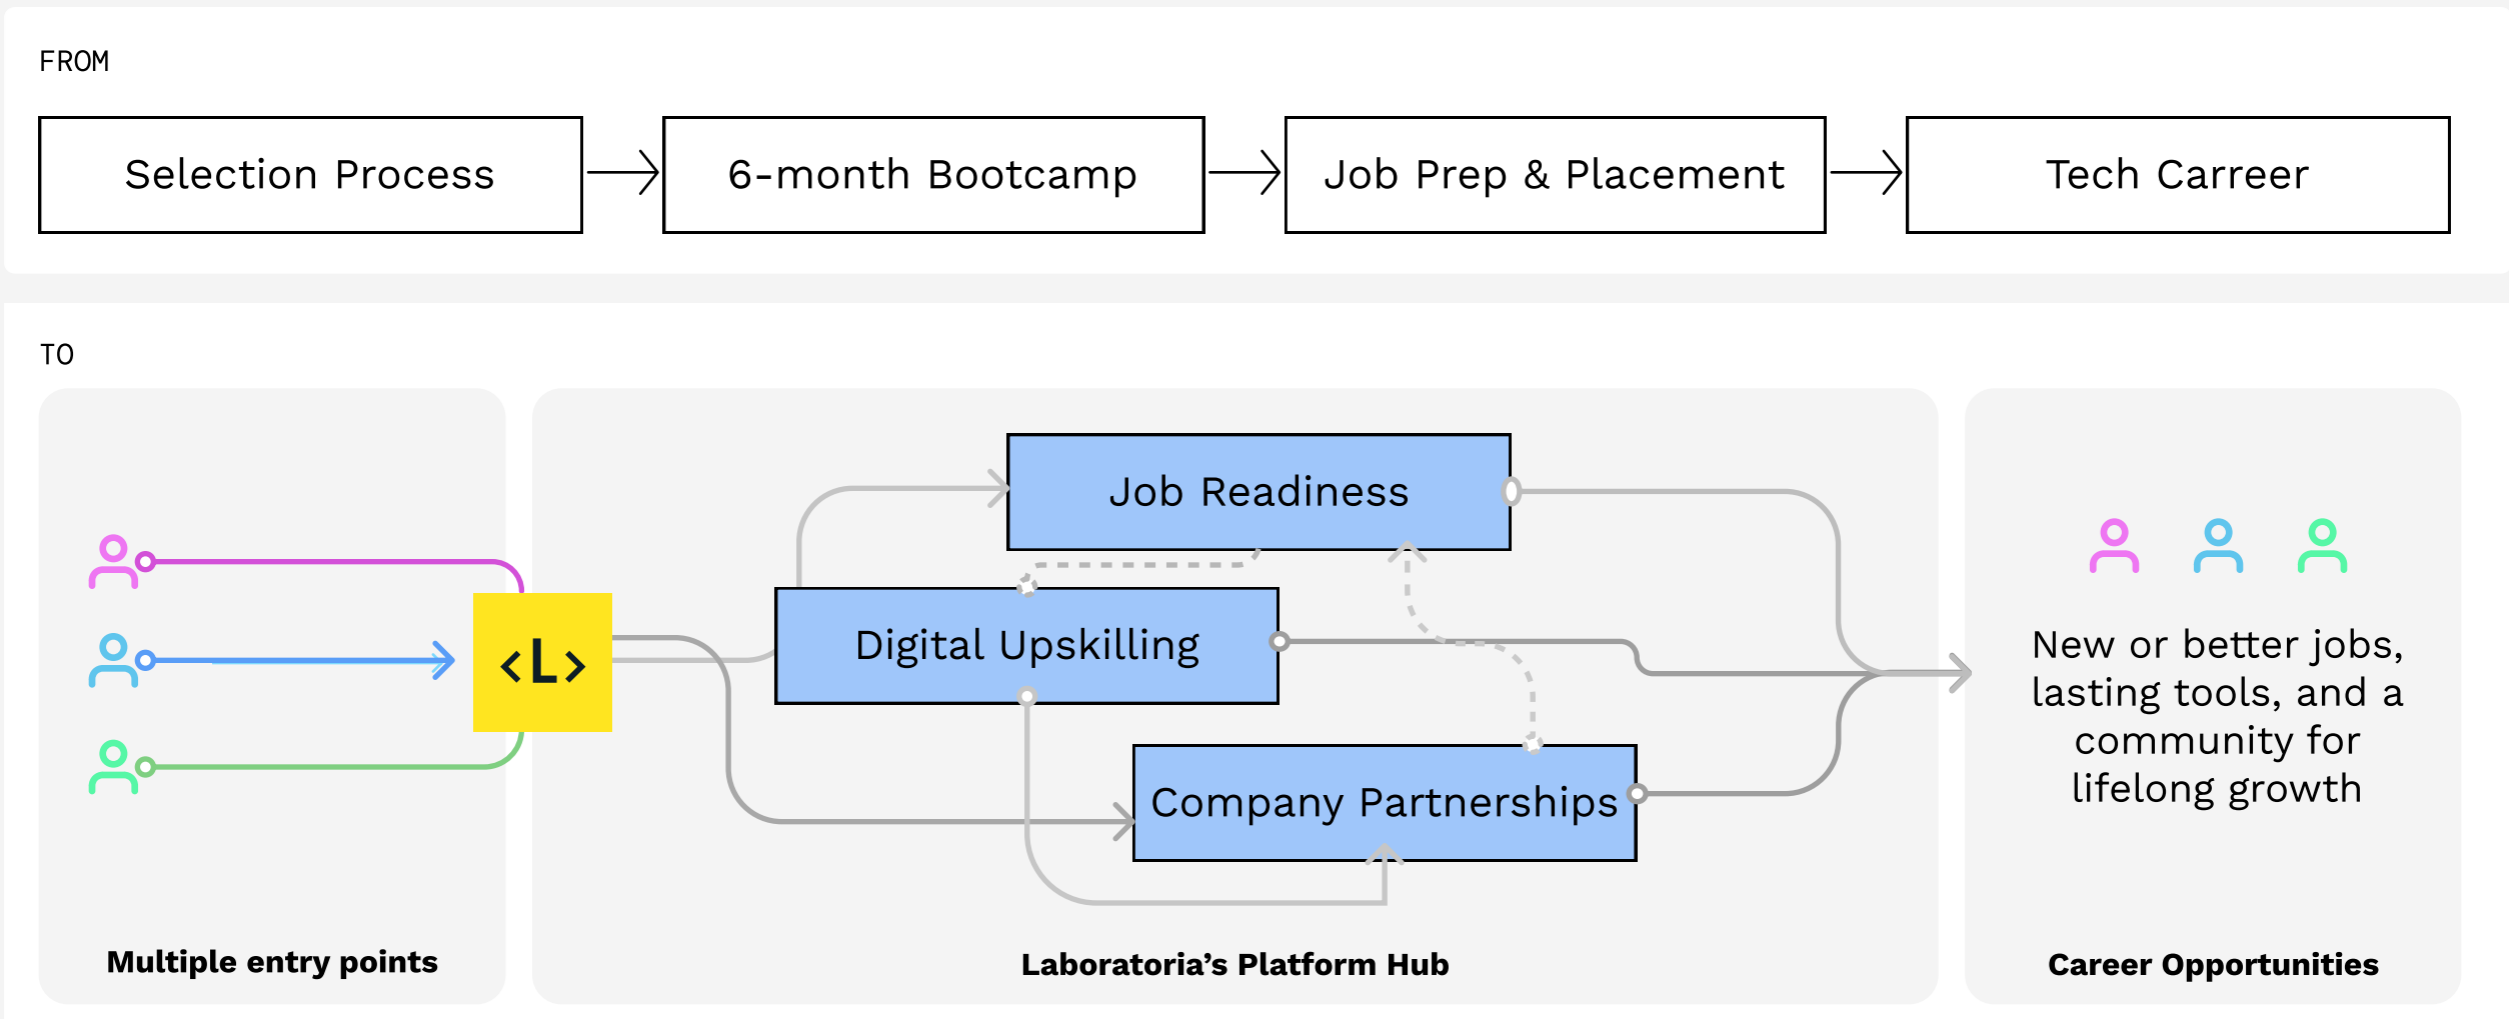 FROM
Selection Process
6-month Bootcamp
Job Prep & Placement
Tech Carreer
TO
Job Readiness
Digital Upskilling
Company Partnerships
<L>
New or better jobs,
lasting tools, and a
community for
lifelong growth
Multiple entry points
Laboratoria’s Platform Hub
Career Opportunities